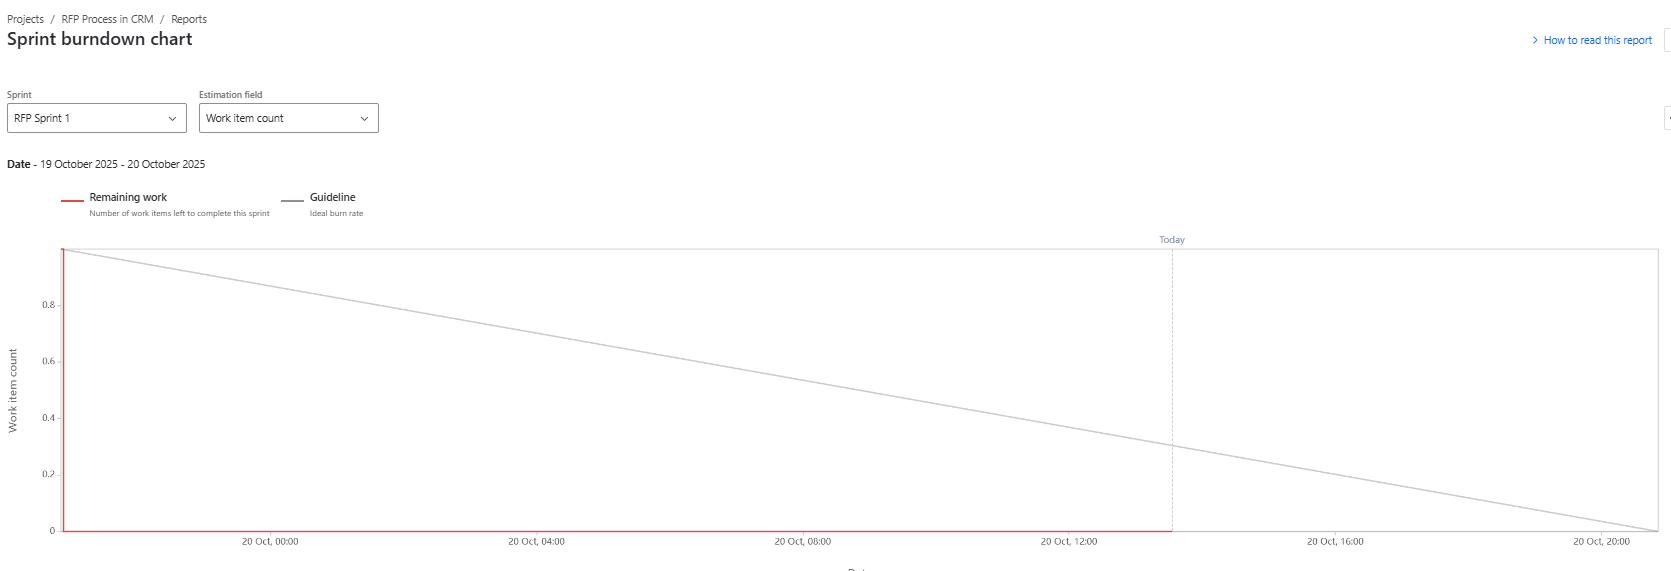 Projects / RFP Process in CRM / Reports
Sprint burndown chart
How to read this report
Sprint
Estimation field
RFP Sprint 1
Work item count
Date - 19 October 2025 - 20 October 2025
Remaining work
Number of work items left to complete this sprint
Guideline
Ideal burn rate
Today
0.8
0.6
0.4
0.2
0
Work item count
20 Oct, 00:00
20 Oct, 04:00
20 Oct, 08:00
20 Oct, 12:00
20 Oct, 16:00
20 Oct, 20:00